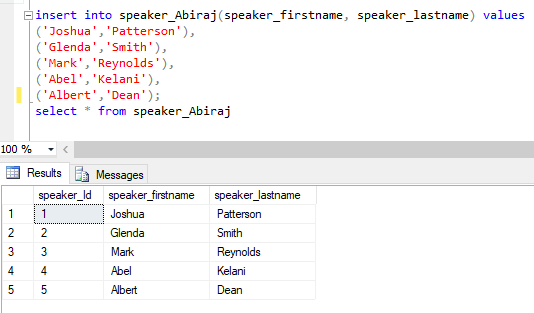 insert into speaker_Abiraj(speaker_firstname, speaker_lastname) values
('Joshua','Patterson'),
('Glenda','Smith'),
('Mark','Reynolds'),
('Abel','Kelani'),
('Albert','Dean');
select * from speaker_Abiraj
100 %
Results Messages
speaker_Id speaker_firstname speaker_lastname
1 1 Joshua Patterson
2 2 Glenda Smith
3 3 Mark Reynolds
4 4 Abel Kelani
5 5 Albert Dean